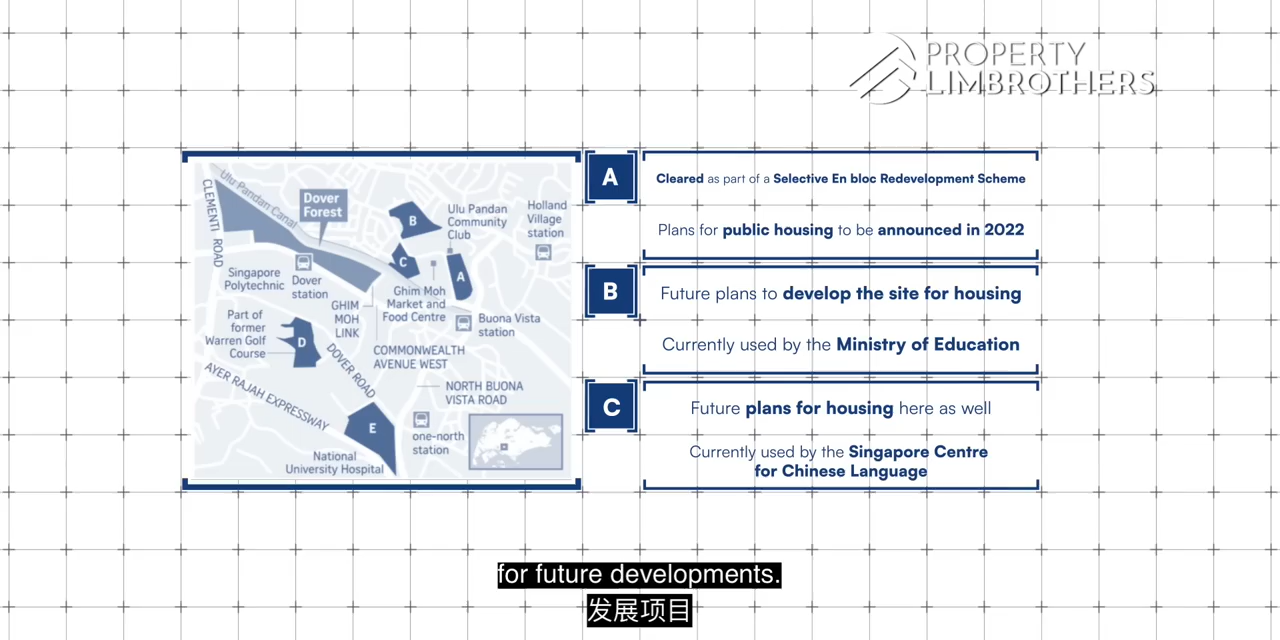 PROPERTY
LIMBROTHERS
CLEMENTI ROAD
Ulu Pandan Canal
Dover
Forest
B
Ulu Pandan
Community
Club
Holland
Village
station
C
A
Singapore
Polytechnic
Dover
station
Ghim Moh
Market and
Food Centre
GHIM
MOH
LINK
Buona Vista
station
Part of
former
Warren Golf
Course
D
DOVER ROAD
COMMONWEALTH
AVENUE WEST
AYER RAJAH EXPRESSWAY
NORTH BUONA
VISTA ROAD
E
one-north
station
National
University Hospital
A
Cleared as part of a Selective En bloc Redevelopment Scheme
Plans for public housing to be announced in 2022
B
Future plans to develop the site for housing
Currently used by the Ministry of Education
C
Future plans for housing here as well
Currently used by the Singapore Centre
for Chinese Language
for future developments.
发展项目